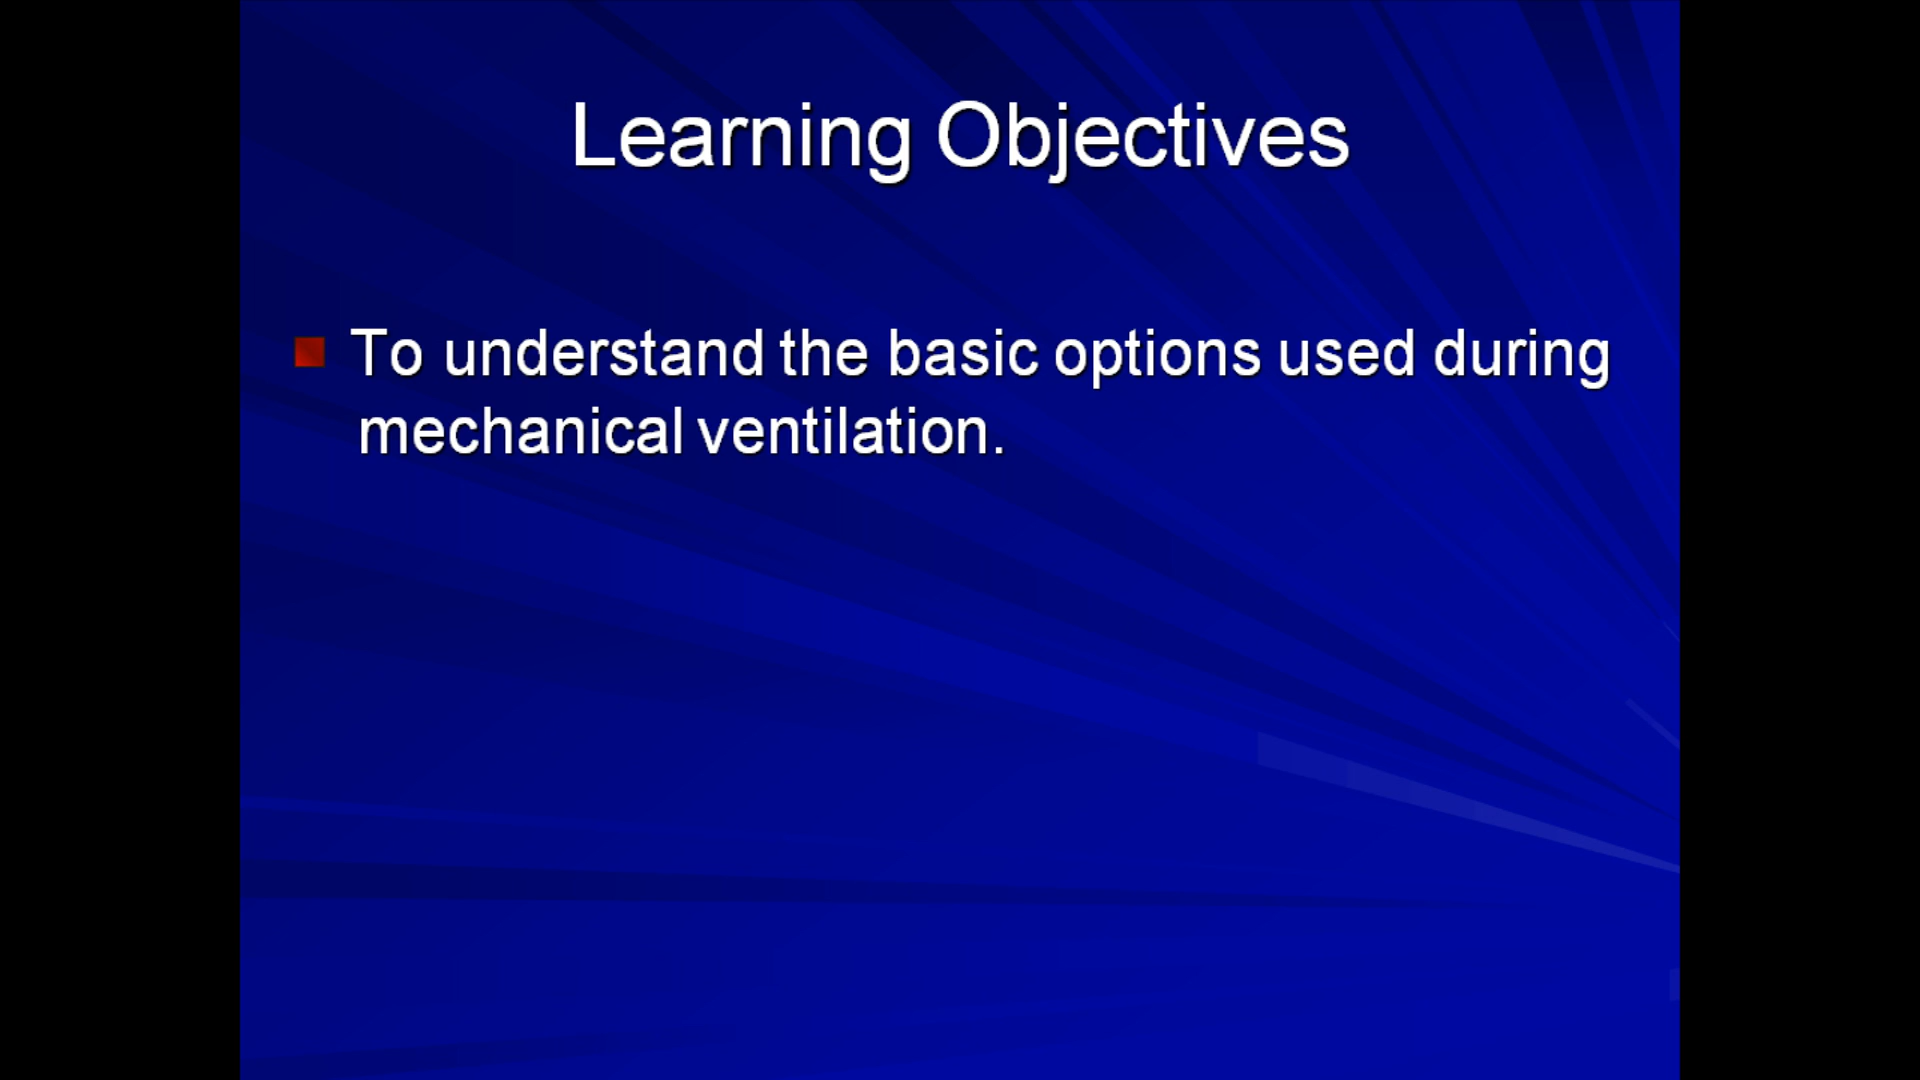 Learning Objectives
To understand the basic options used during
mechanical ventilation.